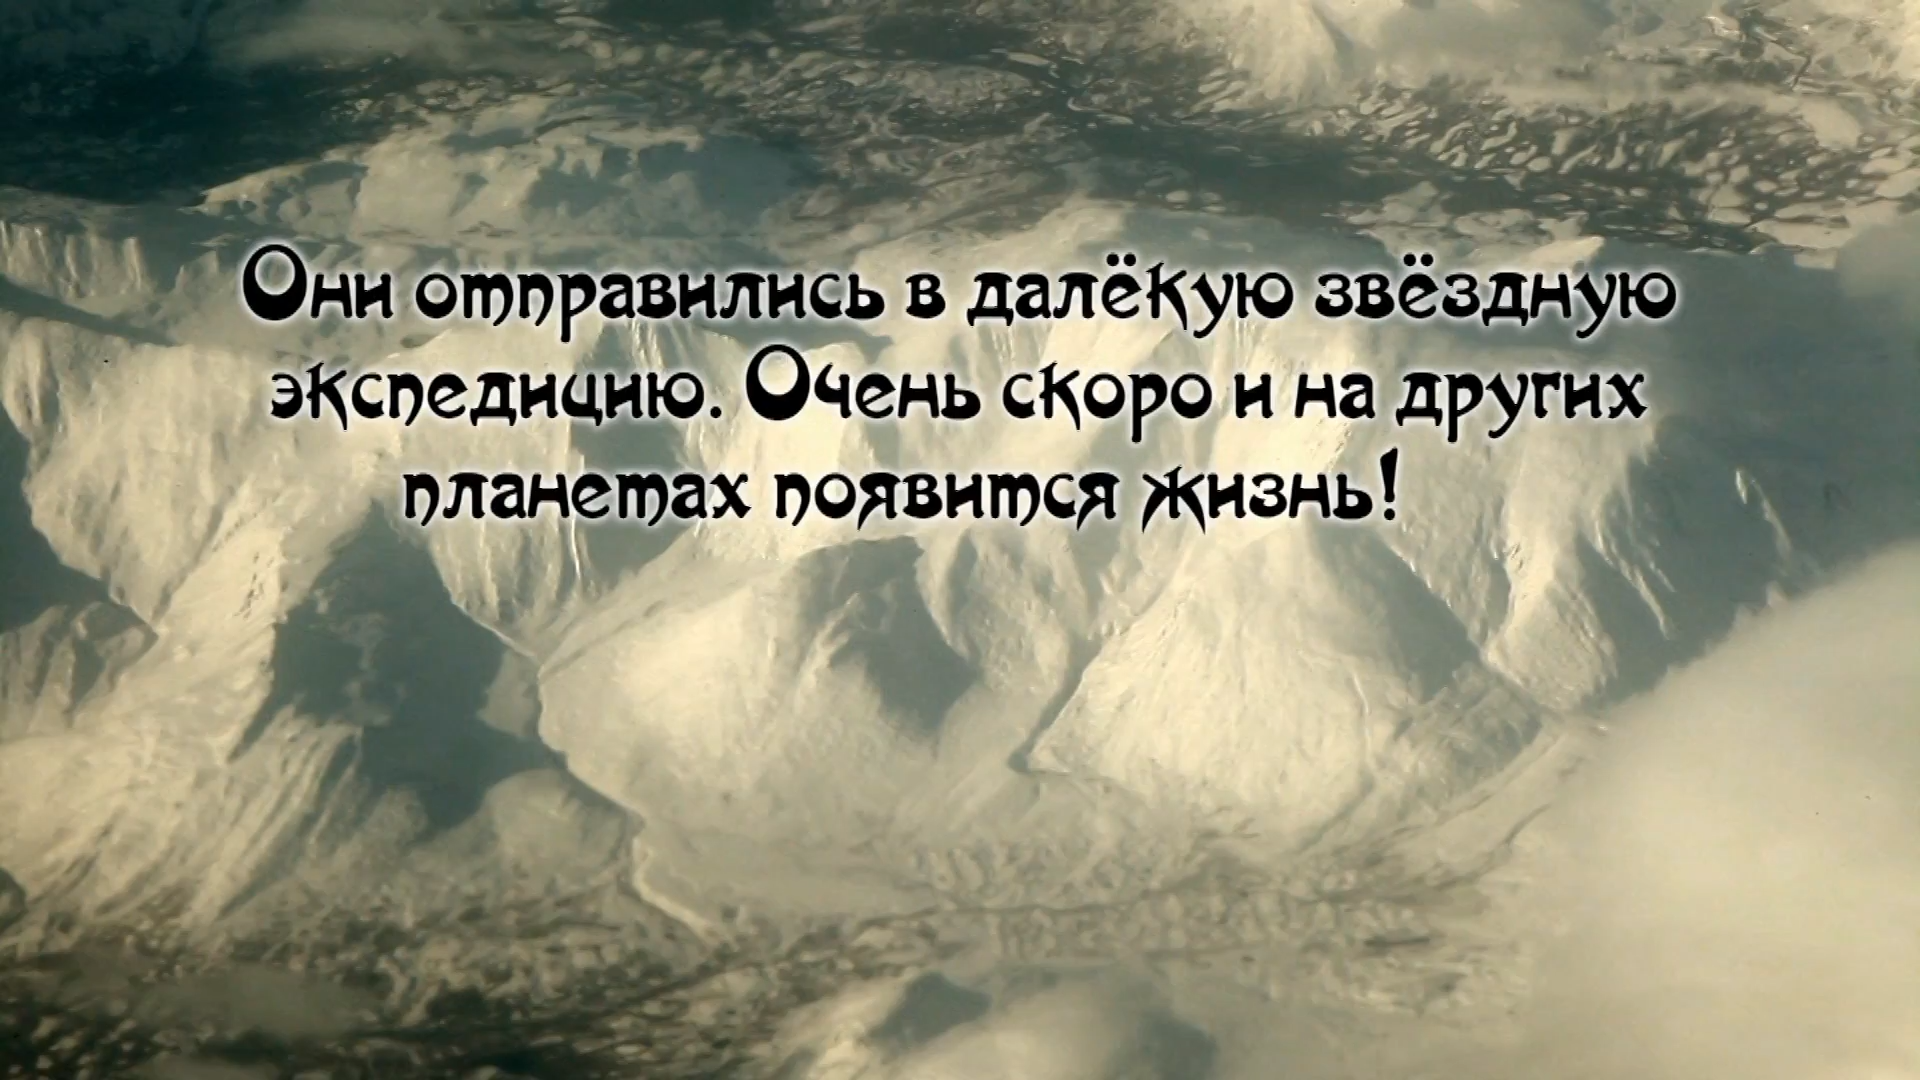 Они отправились в далёкую звёздную
экспедицию. Очень скоро и на других
планетах появится жизнь!